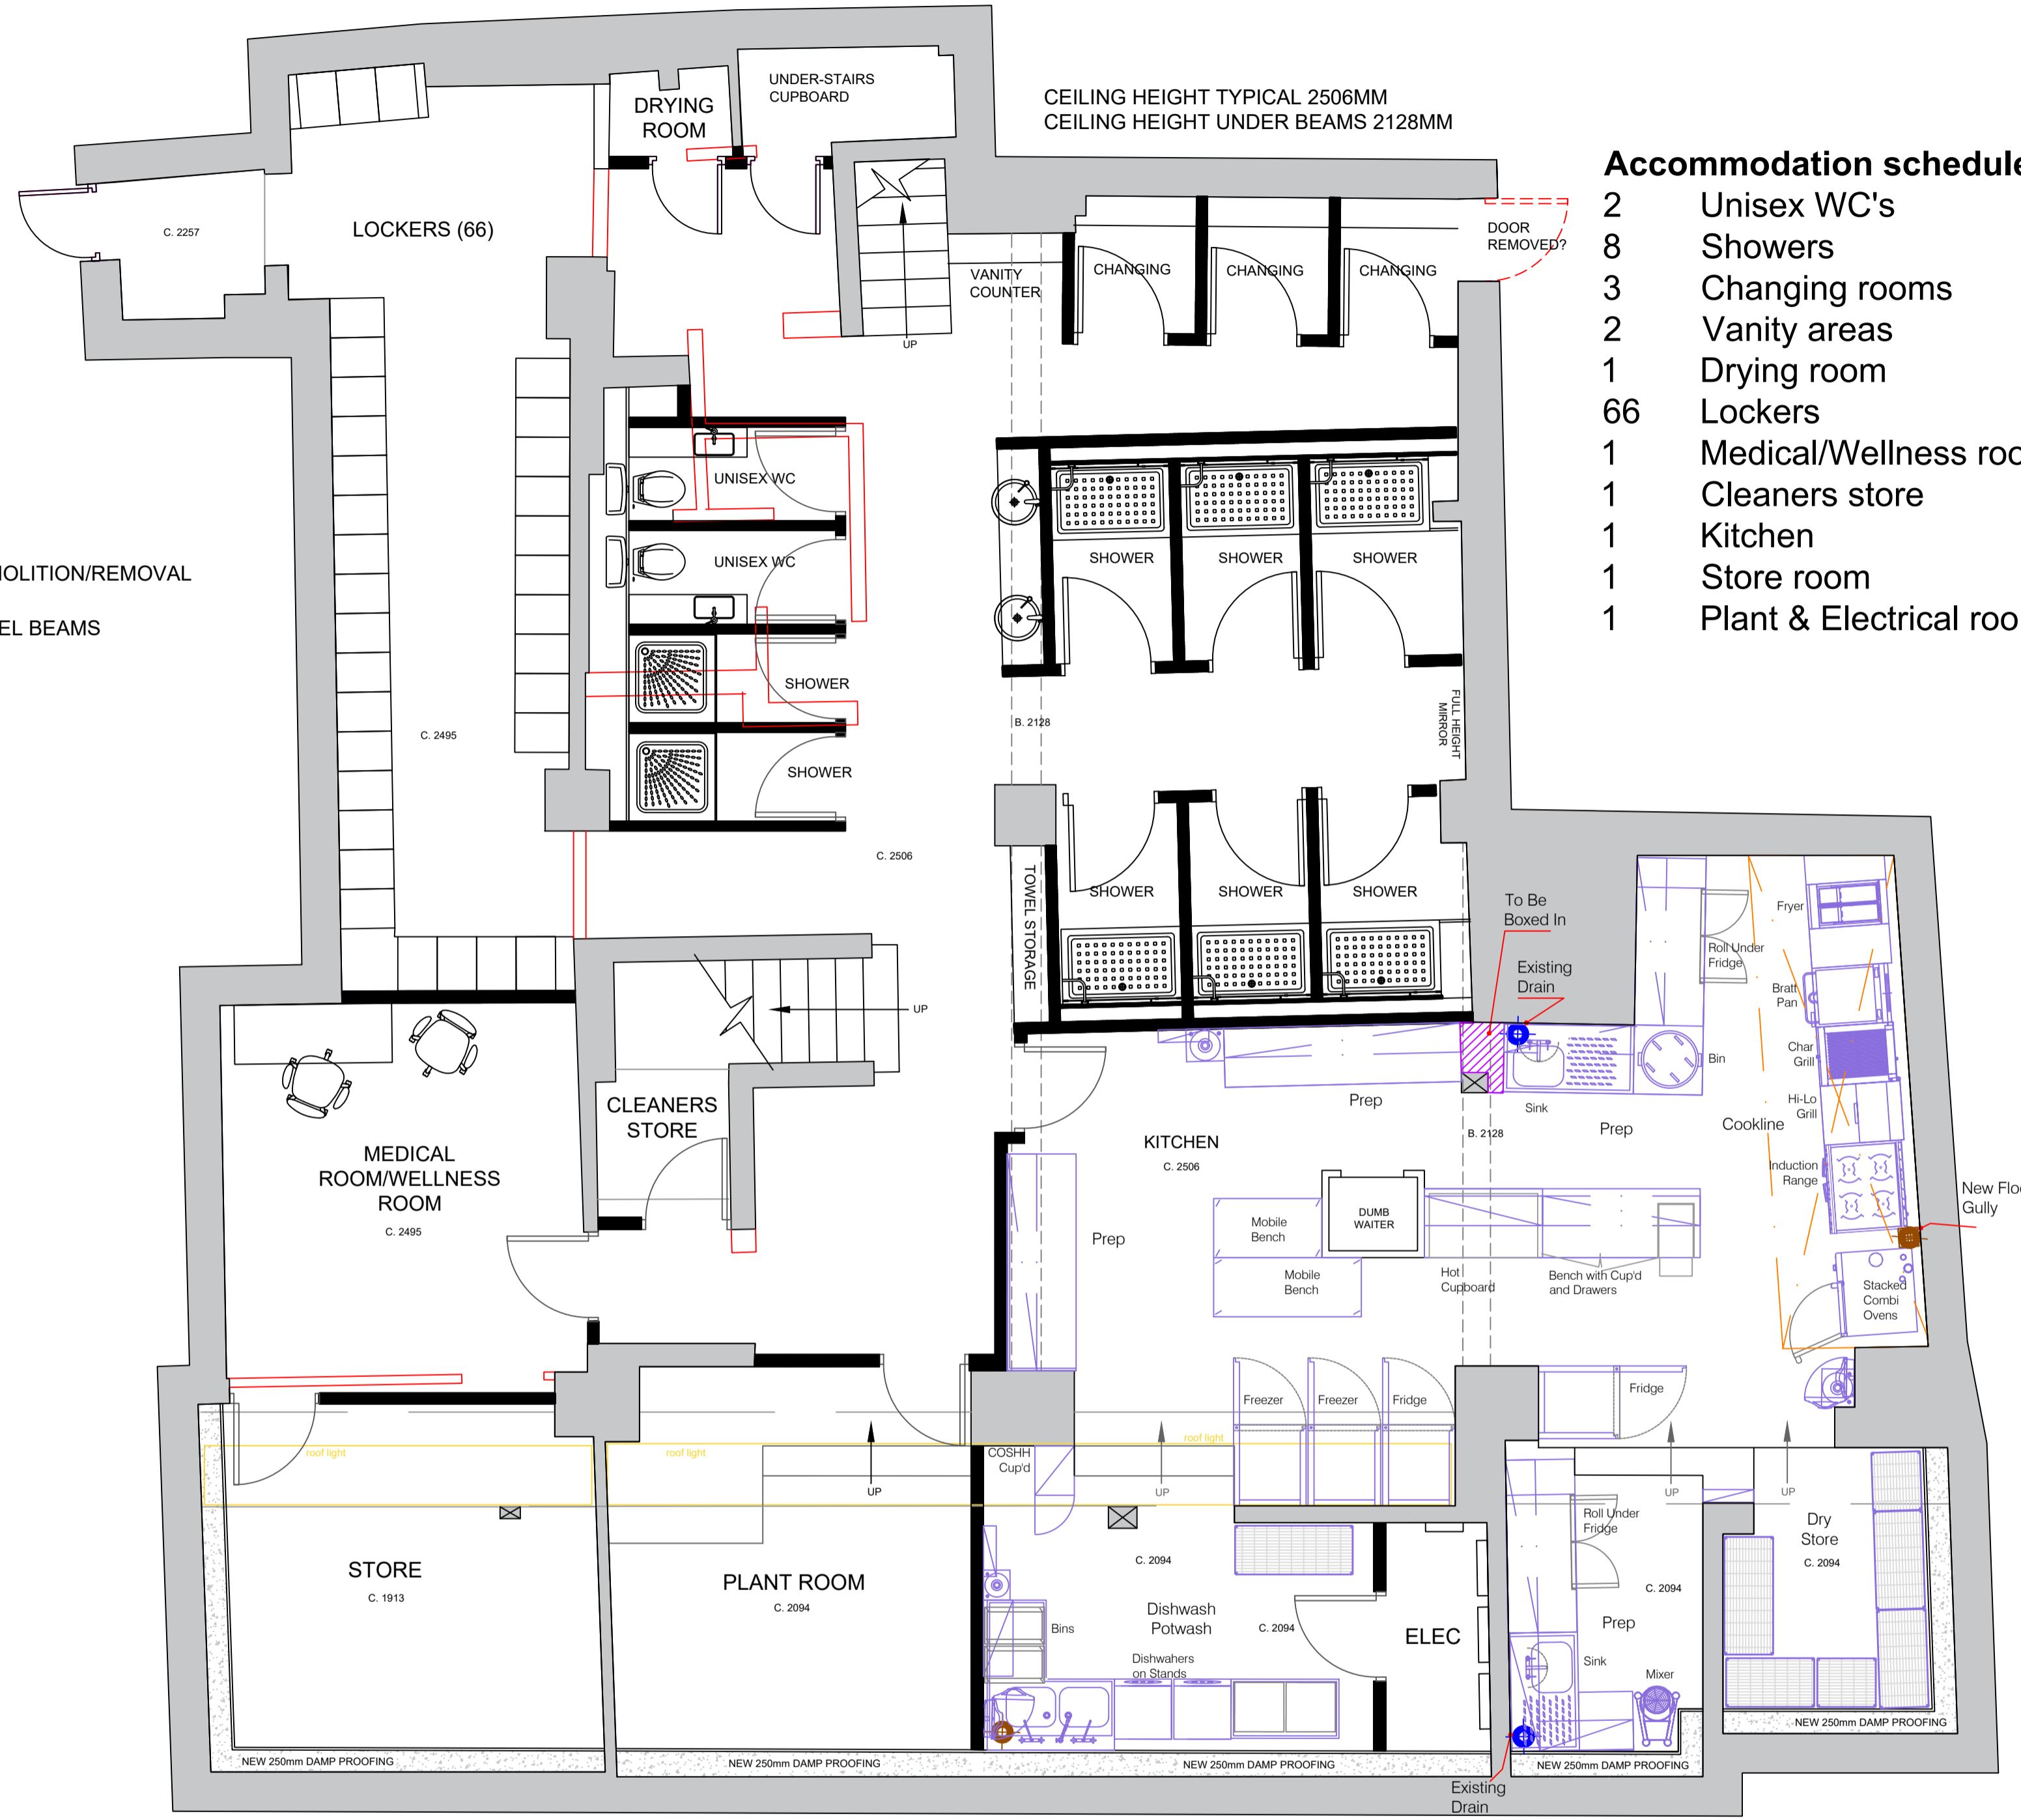 UNDER-STAIRS
CUPBOARD
DRYING
ROOM
CEILING HEIGHT TYPICAL 2506MM
CEILING HEIGHT UNDER BEAMS 2128MM
Accommodation schedule
2 Unisex WC's
8 Showers
3 Changing rooms
2 Vanity areas
1 Drying room
66 Lockers
1 Medical/Wellness roo
1 Cleaners store
1 Kitchen
1 Store room
1 Plant & Electrical roo
C. 2257
LOCKERS (66)
DOOR
REMOVED?
VANITY
COUNTER
CHANGING
CHANGING
CHANGING
UP
UNISEX WC
UNISEX WC
OLITION/REMOVAL
EL BEAMS
SHOWER
SHOWER
SHOWER
SHOWER
SHOWER
C. 2495
B. 2128
FULL HEIGHT
MIRROR
C. 2506
TOWEL STORAGE
SHOWER
SHOWER
SHOWER
To Be
Boxed In
Existing
Drain
Fryer
Roll Under
Fridge
Bratt
Pan
Char
Grill
Bin
Hi-Lo
Grill
Cookline
Sink
Prep
Prep
B. 2128
UP
CLEANERS
STORE
MEDICAL
ROOM/WELLNESS
ROOM
C. 2495
KITCHEN
C. 2506
Induction
Range
New Floo
Gully
DUMB
WAITER
Mobile
Bench
Prep
Mobile
Bench
Hot
Cupboard
Bench with Cup'd
and Drawers
Stacked
Combi
Ovens
Freezer
Freezer
Fridge
Fridge
roof light
roof light
roof light
COSHH
Cup'd
UP
UP
UP
UP
Roll Under
Fridge
Dry
Store
C. 2094
STORE
C. 1913
PLANT ROOM
C. 2094
C. 2094
Dishwash
Potwash
C. 2094
Bins
Dishwahers
on Stands
ELEC
C. 2094
Prep
Sink
Mixer
NEW 250mm DAMP PROOFING
NEW 250mm DAMP PROOFING
NEW 250mm DAMP PROOFING
NEW 250mm DAMP PROOFING
NEW 250mm DAMP PROOFING
Existing
Drain